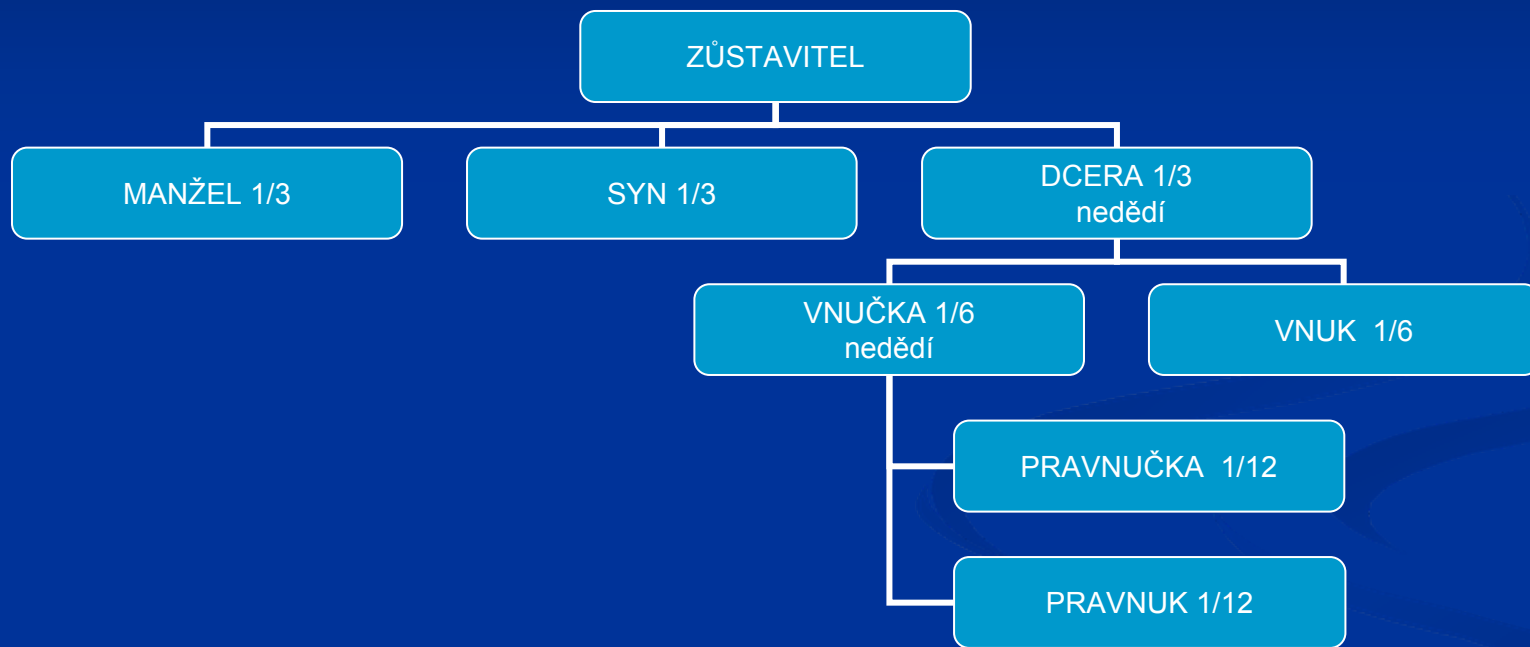 ZŮSTAVITEL
MANŽEL 1/3
SYN 1/3
DCERA 1/3
nedědí
VNUČKA 1/6
nedědí
VNUK 1/6
PRAVNUČKA 1/12
PRAVNUK 1/12